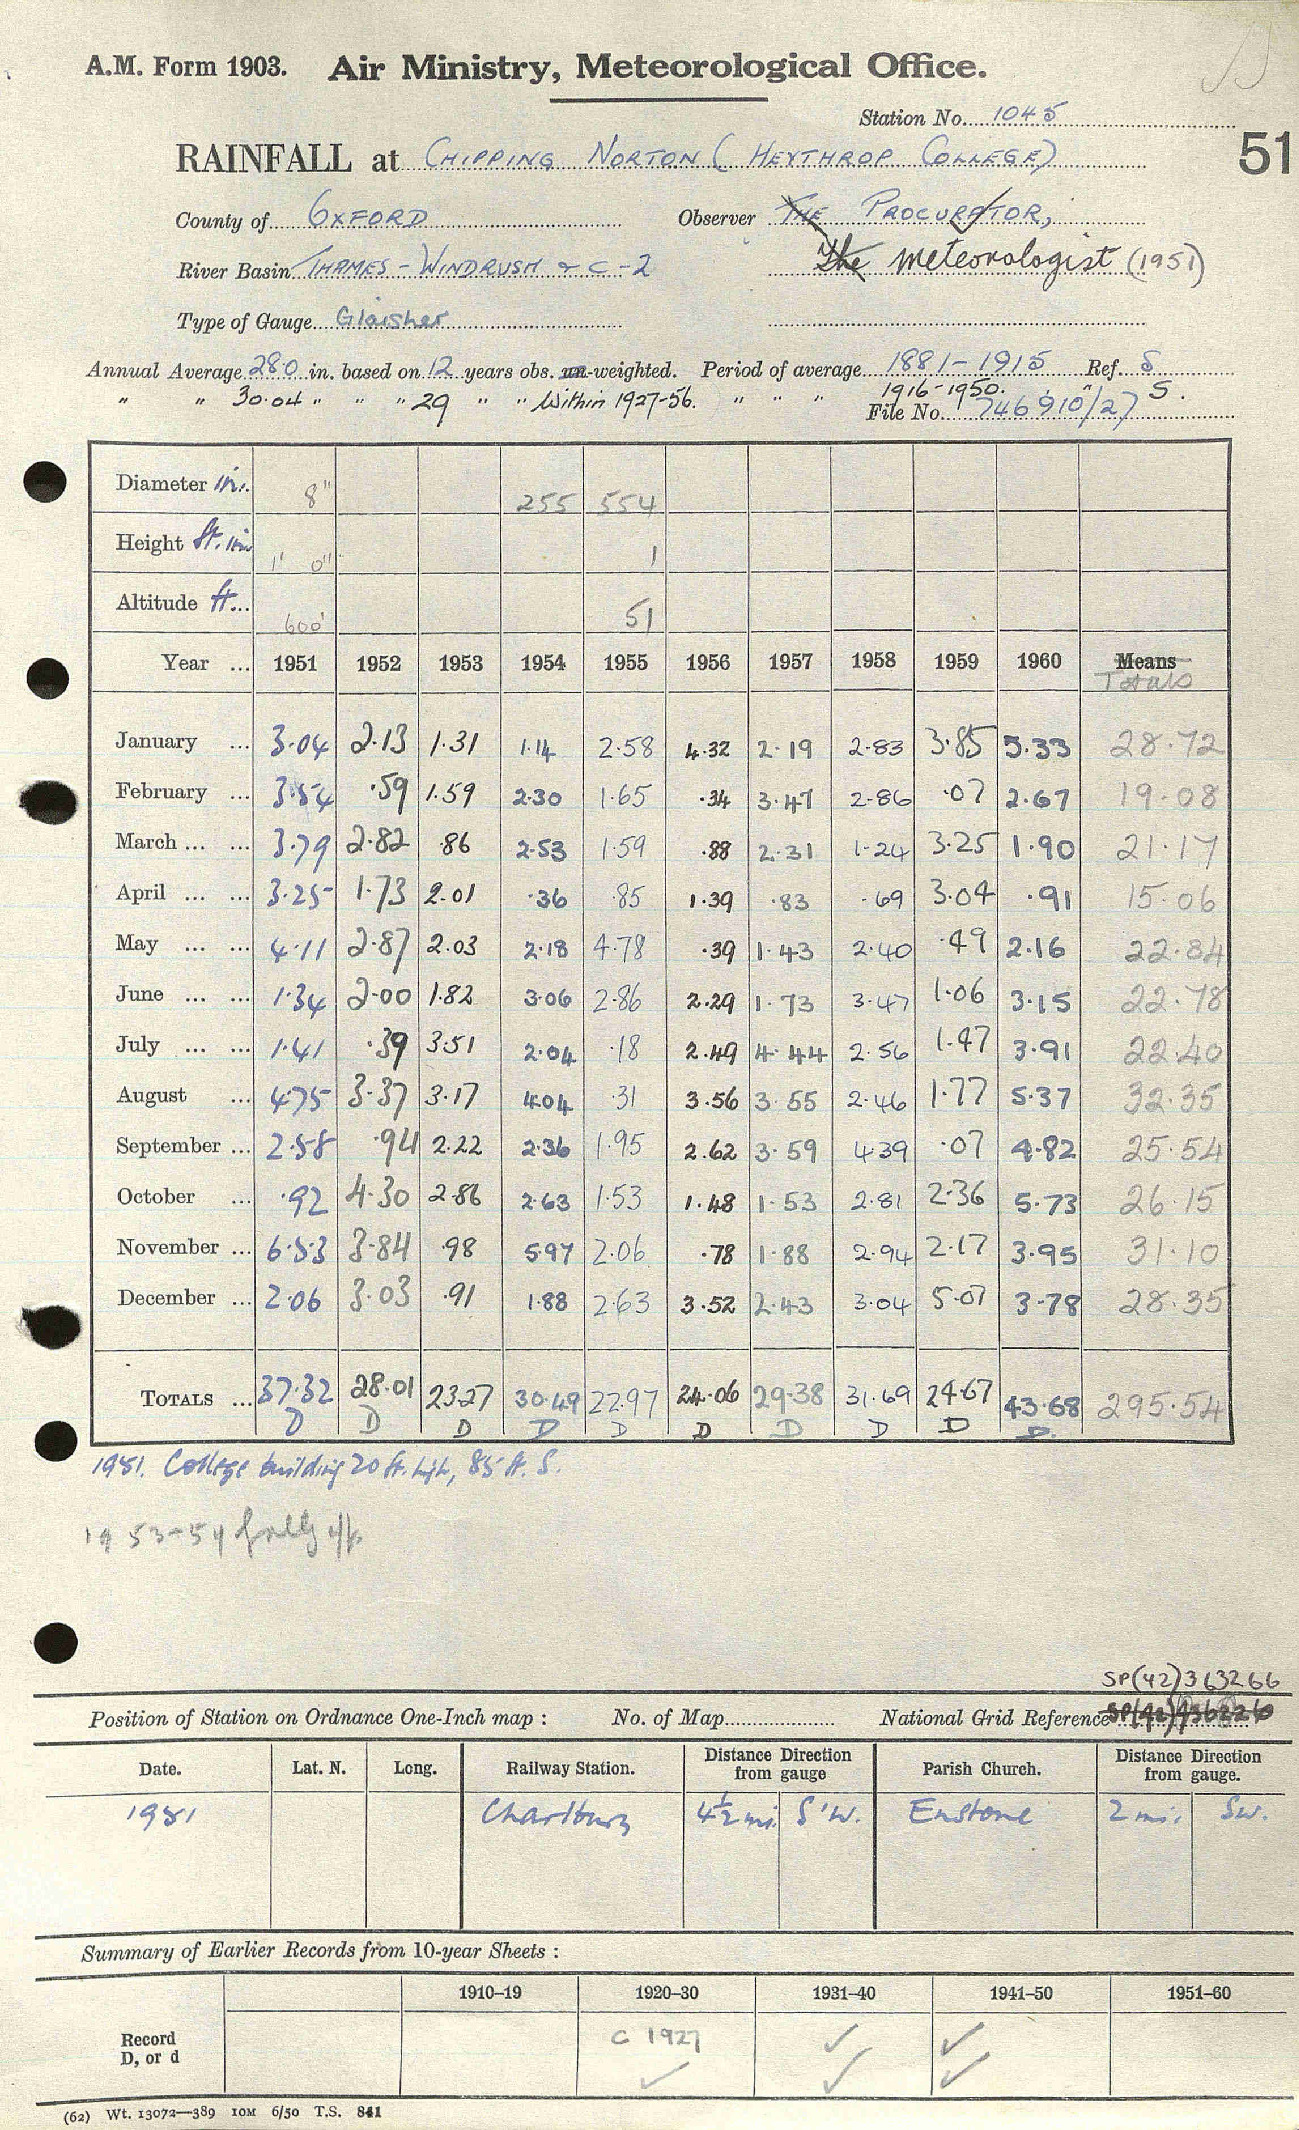 A.M. Form 1903. Air Ministry, Meteorological Office.
Station No. 1045
RAINFALL at CHIPPING NORTON (HEYTHROP COLLEGE)
51
County of OXFORD Observer THE PROCURATOR,
River Basin THAMES-WINDRUSH & C-2 The Meteorologist (1951)
Type of Gauge Glaisher
Annual Average 28.0 in. based on 12 years obs. un-weighted. Period of average 1881-1915 Ref. S
" " 30.04 " " " 29 " " Within 1927-56. " " " 1916-1950. " S.
File No. 746910/27
Diameter in. 8" 255 554
Height ft. ins 1' 0" 1
Altitude ft... 600' 51
Year ... 1951 1952 1953 1954 1955 1956 1957 1958 1959 1960 Means
Totals
January ... 3.04 2.13 1.31 1.14 2.58 4.32 2.19 2.83 3.85 5.33 28.72
February ... 3.54 .59 1.59 2.30 1.65 .34 3.47 2.86 .07 2.67 19.08
March ... ... 3.79 2.82 .86 2.53 1.59 .88 2.31 1.24 3.25 1.90 21.17
April ... ... 3.25 1.73 2.01 .36 .85 1.39 .83 .69 3.04 .91 15.06
May ... ... 4.11 2.87 2.03 2.18 4.78 .39 1.43 2.40 .49 2.16 22.84
June ... ... 1.34 2.00 1.82 3.06 2.86 2.29 1.73 3.47 1.06 3.15 22.78
July ... ... 1.41 .39 3.51 2.04 .18 2.49 4.44 2.56 1.47 3.91 22.40
August ... 4.75 3.37 3.17 4.04 .31 3.56 3.55 2.46 1.77 5.37 32.35
September ... 2.58 .94 2.22 2.36 1.95 2.62 3.59 4.39 .07 4.82 25.54
October ... .92 4.30 2.86 2.63 1.53 1.48 1.53 2.81 2.36 5.73 26.15
November ... 6.53 3.84 .98 5.97 2.06 .78 1.88 2.94 2.17 3.95 31.10
December ... 2.06 3.03 .91 1.88 2.63 3.52 2.43 3.04 5.07 3.78 28.35
TOTALS ... 37.32 28.01 23.27 30.49 22.97 24.06 29.38 31.69 24.67 43.68 295.54
D D D D D D D D D D.
1951. College building 20 ft. high, 85 ft. S.
1953-54
SP(42)363266
Position of Station on Ordnance One-Inch map : No. of Map National Grid Reference
Date. Lat. N. Long. Railway Station. Distance from gauge Direction Parish Church. Distance from gauge. Direction
1951 Charlbury 4½ mi. S'W. Enstone 2 mi. SW.
Summary of Earlier Records from 10-year Sheets :
1910–19 1920–30 1931–40 1941–50 1951–60
Record C 1927 ✓ ✓
D, or d ✓ ✓ ✓
(62) Wt. 13072—389 10M 6/50 T.S. 841